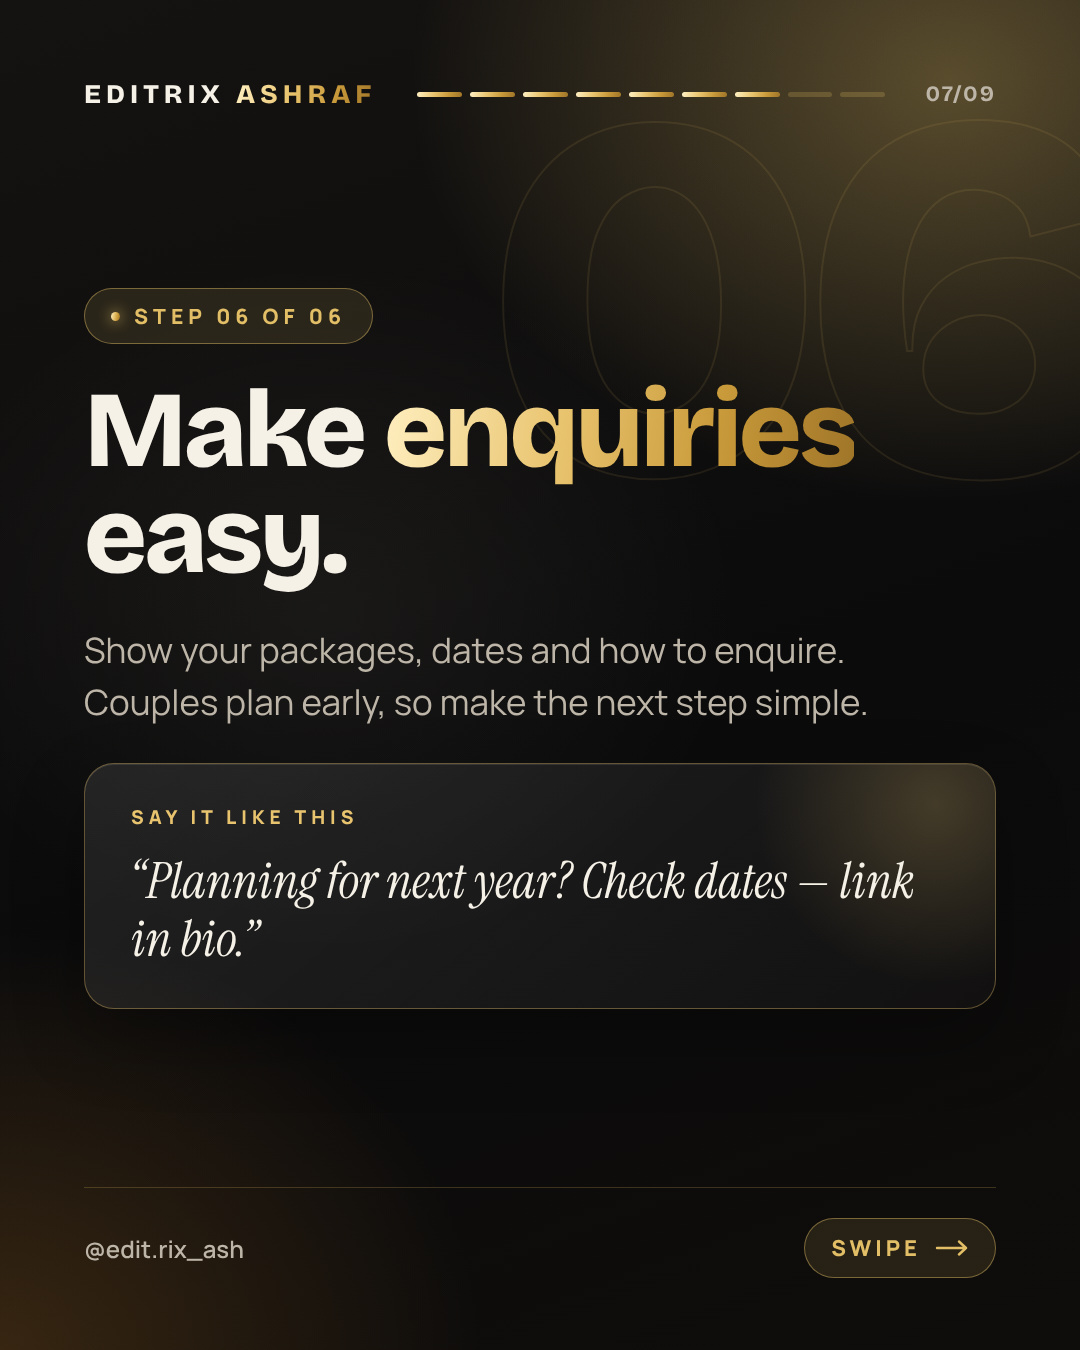 EDITRIX ASHRAF
07/09
06
STEP 06 OF 06
Make enquiries
easy.
Show your packages, dates and how to enquire.
Couples plan early, so make the next step simple.
SAY IT LIKE THIS
“Planning for next year? Check dates – link
in bio.”
@edit.rix_ash
SWIPE →